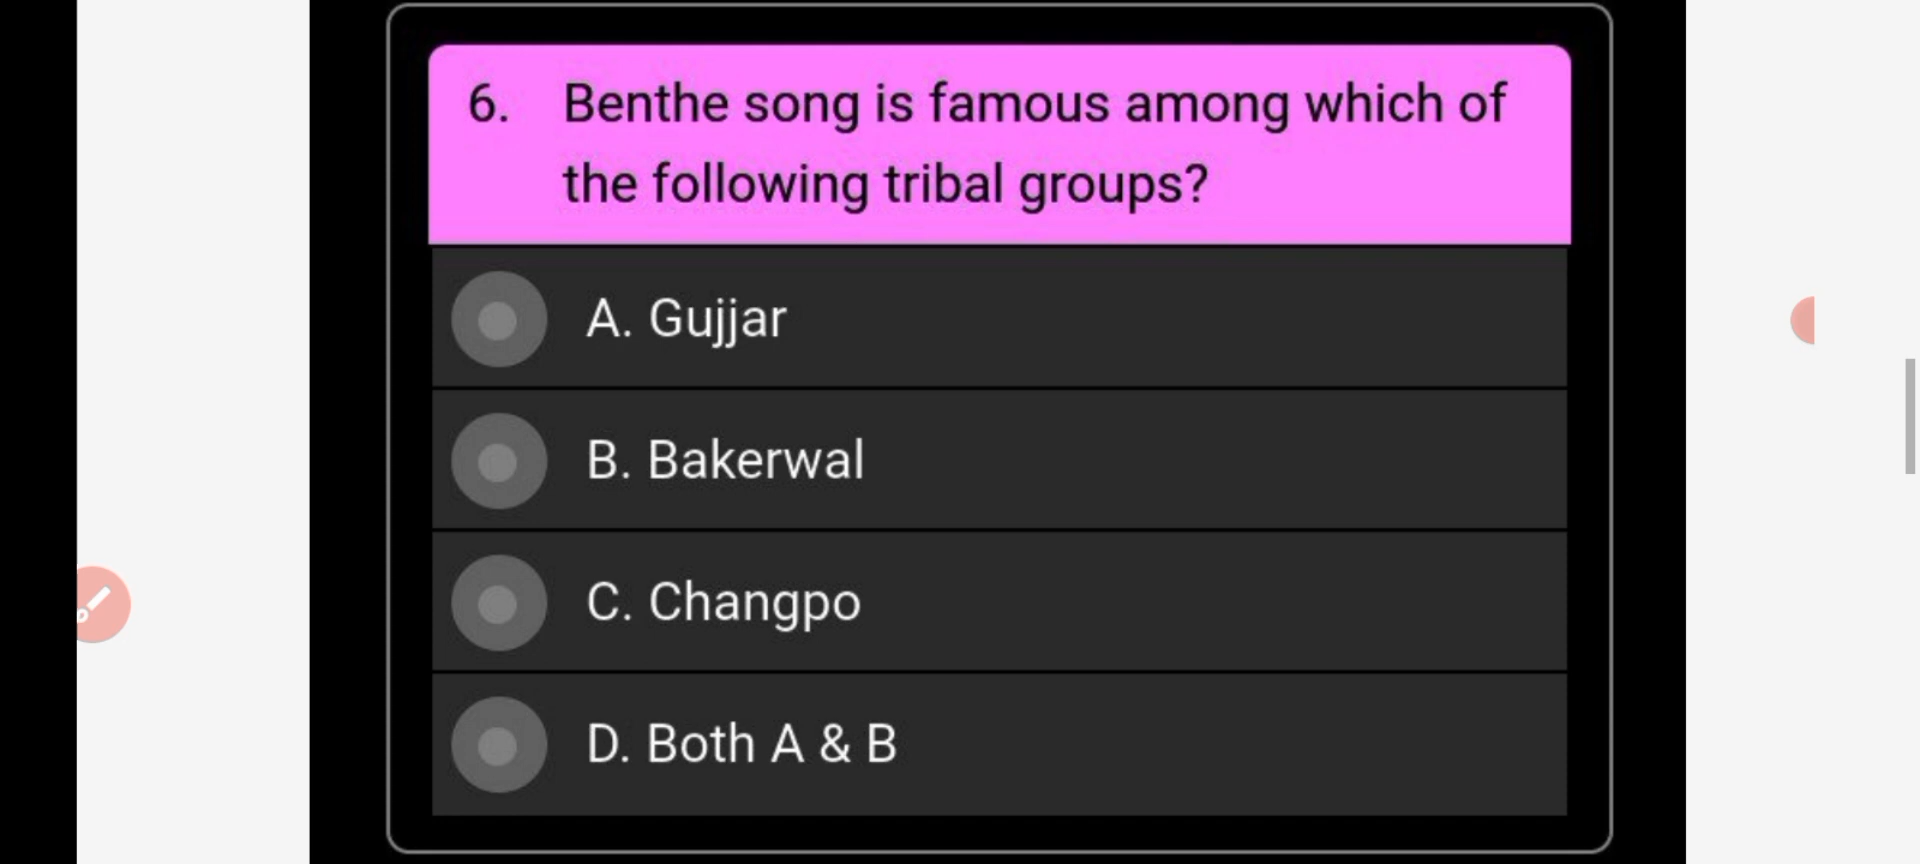 6. Benthe song is famous among which of
the following tribal groups?
A. Gujjar
B. Bakerwal
C. Changpo
D. Both A & B